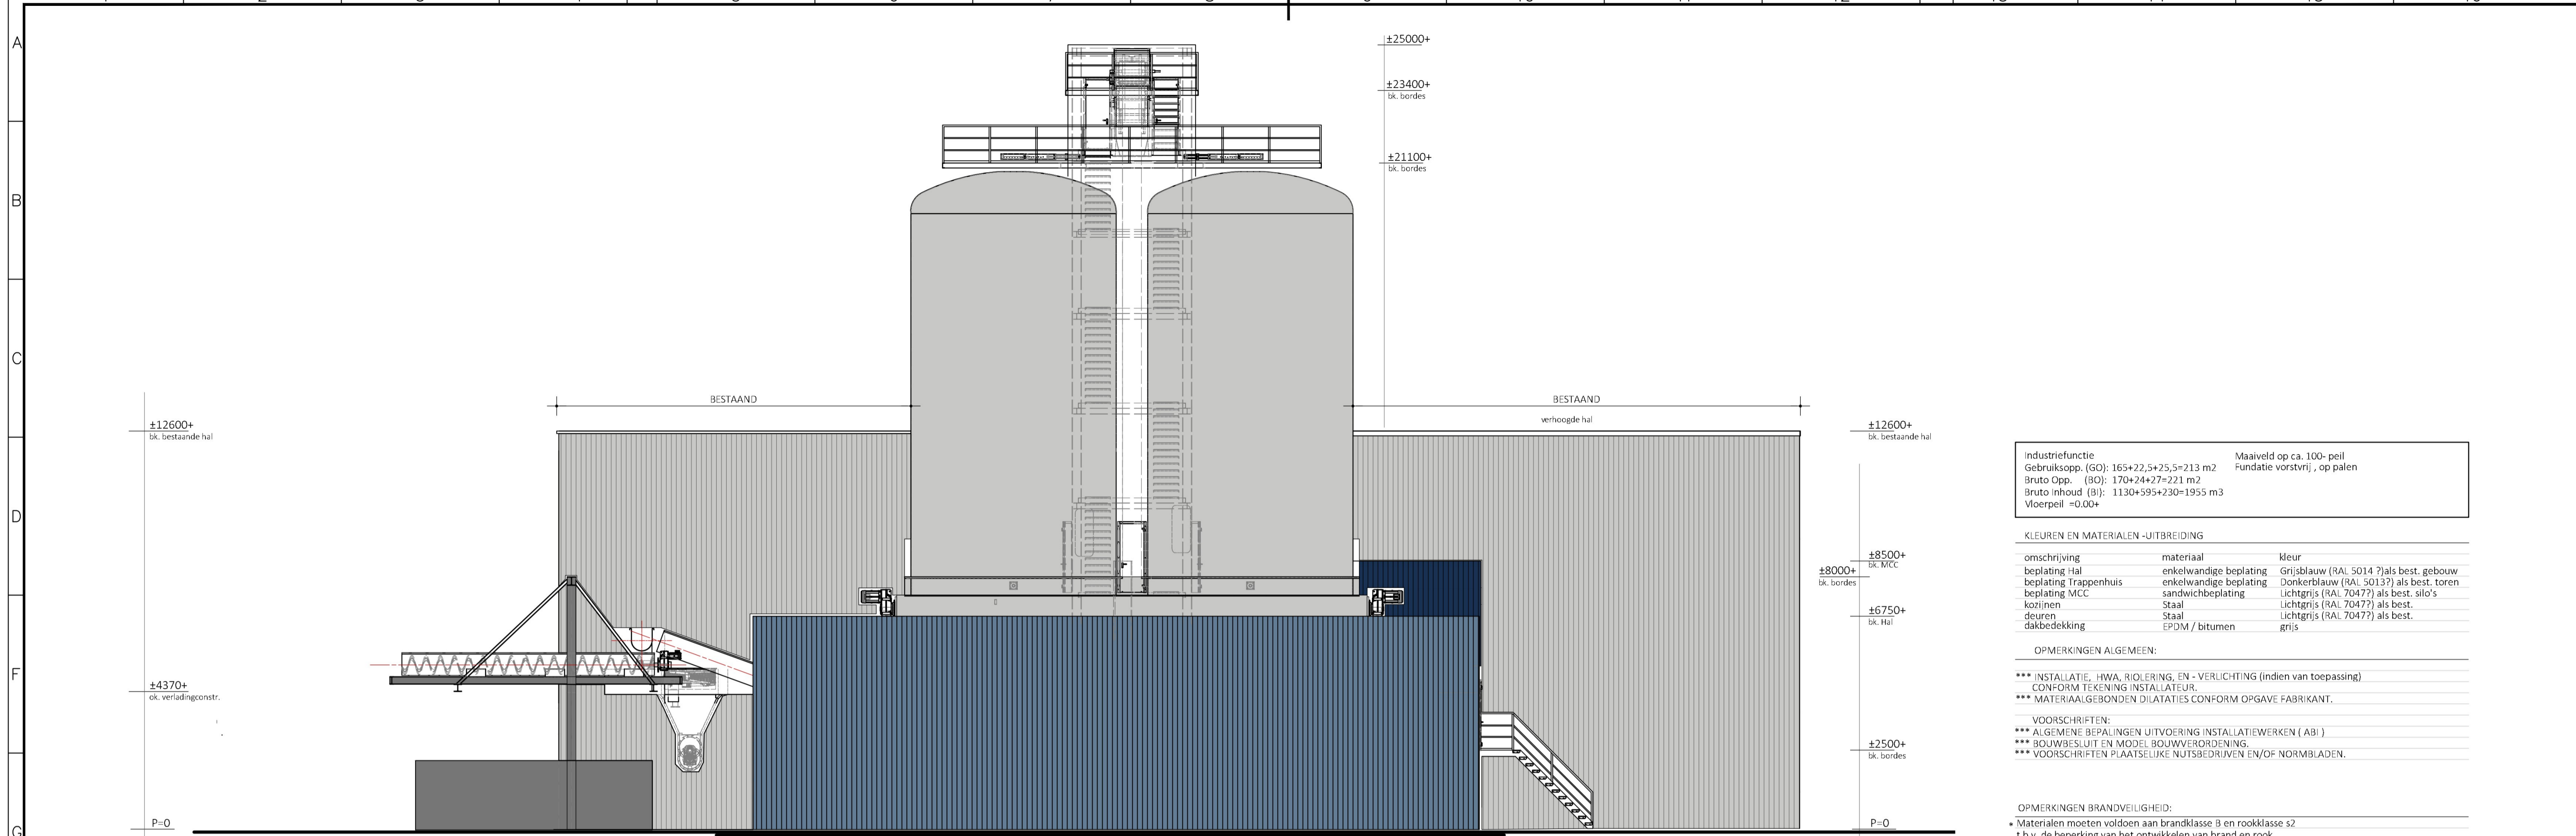 A
B
C
D
F
G
±25000+
±23400+
bk. bordes
±21100+
bk. bordes
BESTAAND
BESTAAND
verhoogde hal
±12600+
bk. bestaande hal
±12600+
bk. bestaande hal
±8500+
bk. MCC
±8000+
bk. bordes
±6750+
bk. Hal
±4370+
ok. verladingconstr.
±2500+
bk. bordes
P=0
P=0
Industriefunctie Maaiveld op ca. 100- peil
Gebruiksopp. (GO): 165+22,5+25,5=213 m2 Fundatie vorstvrij , op palen
Bruto Opp. (BO): 170+24+27=221 m2
Bruto Inhoud (BI): 1130+595+230=1955 m3
Vloerpeil =0.00+
KLEUREN EN MATERIALEN -UITBREIDING
omschrijving materiaal kleur
beplating Hal enkelwandige beplating Grijsblauw (RAL 5014 ?)als best. gebouw
beplating Trappenhuis enkelwandige beplating Donkerblauw (RAL 5013?) als best. toren
beplating MCC sandwichbeplating Lichtgrijs (RAL 7047?) als best. silo's
kozijnen Staal Lichtgrijs (RAL 7047?) als best.
deuren Staal Lichtgrijs (RAL 7047?) als best.
dakbedekking EPDM / bitumen grijs
OPMERKINGEN ALGEMEEN:
*** INSTALLATIE, HWA, RIOLERING, EN - VERLICHTING (indien van toepassing)
CONFORM TEKENING INSTALLATEUR.
*** MATERIAALGEBONDEN DILATATIES CONFORM OPGAVE FABRIKANT.
VOORSCHRIFTEN:
*** ALGEMENE BEPALINGEN UITVOERING INSTALLATIEWERKEN ( ABI )
*** BOUWBESLUIT EN MODEL BOUWVERORDENING.
*** VOORSCHRIFTEN PLAATSELIJKE NUTSBEDRIJVEN EN/OF NORMBLADEN.
OPMERKINGEN BRANDVEILIGHEID:
* Materialen moeten voldoen aan brandklasse B en rookklasse s2
t.b.v. de beperking van het ontwikkelen van brand en rook